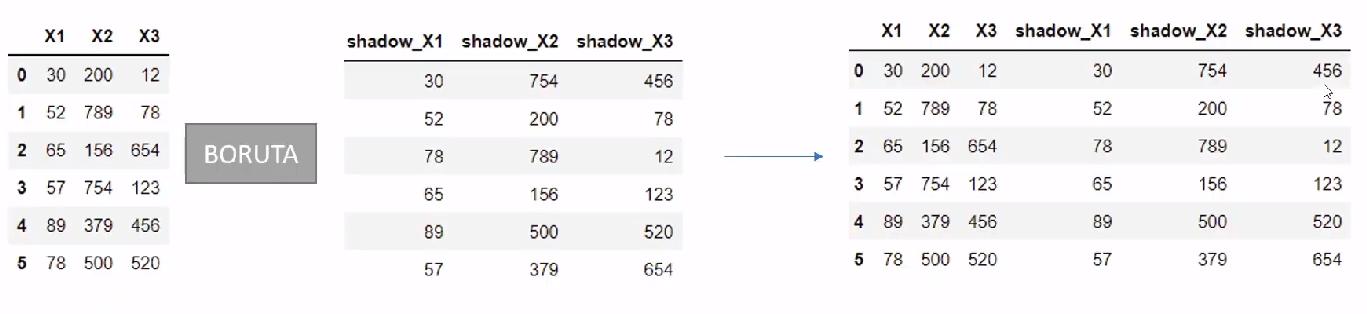 X1 X2 X3
0 30 200 12
1 52 789 78
2 65 156 654
3 57 754 123
4 89 379 456
5 78 500 520
BORUTA
shadow_X1 shadow_X2 shadow_X3
30 754 456
52 200 78
78 789 12
65 156 123
89 500 520
57 379 654
X1 X2 X3 shadow_X1 shadow_X2 shadow_X3
0 30 200 12 30 754 456
1 52 789 78 52 200 78
2 65 156 654 78 789 12
3 57 754 123 65 156 123
4 89 379 456 89 500 520
5 78 500 520 57 379 654